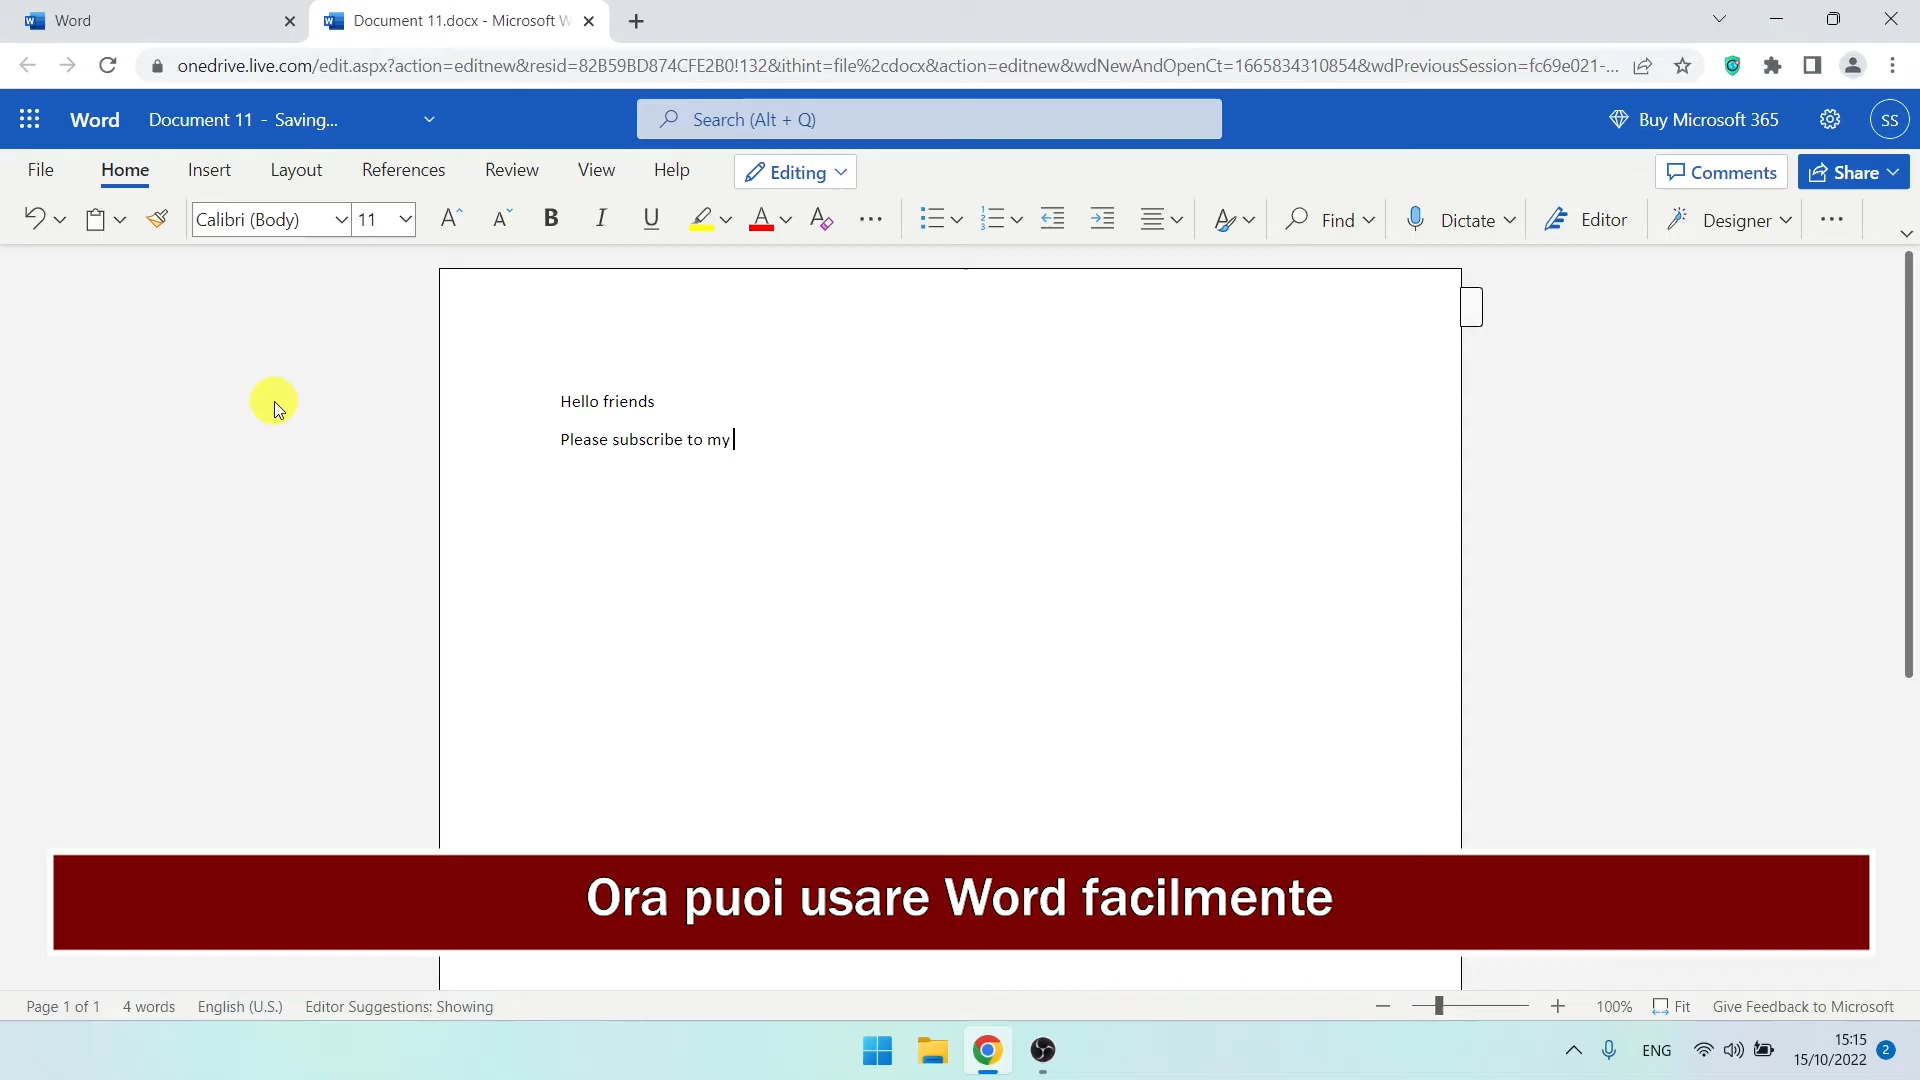 Word
Document 11.docx - Microsoft W
onedrive.live.com/edit.aspx?action=editnew&resid=82B59BD874CFE2B0!132&ithint=file%2cdocx&action=editnew&wdNewAndOpenCt=1665834310854&wdPreviousSession=fc69e021-...
Word Document 11 - Saving... Search (Alt + Q) Buy Microsoft 365 SS
File Home Insert Layout References Review View Help Editing Comments Share
Calibri (Body) 11 A A B I U A A Find Dictate Editor Designer
Hello friends
Please subscribe to my
Ora puoi usare Word facilmente
Page 1 of 1 4 words English (U.S.) Editor Suggestions: Showing 100% Fit Give Feedback to Microsoft
ENG 15:15
15/10/2022 2